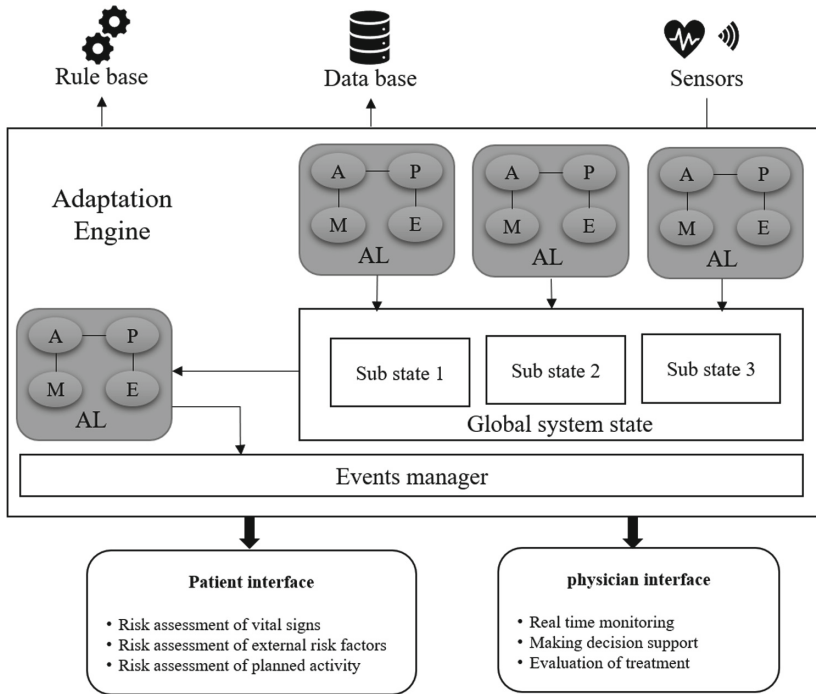 Rule base
Data base
Sensors
Adaptation
Engine
A P
M E
AL
A P
M E
AL
A P
M E
AL
A P
M E
AL
Sub state 1
Sub state 2
Sub state 3
Global system state
Events manager
Patient interface
• Risk assessment of vital signs
• Risk assessment of external risk factors
• Risk assessment of planned activity
physician interface
• Real time monitoring
• Making decision support
• Evaluation of treatment